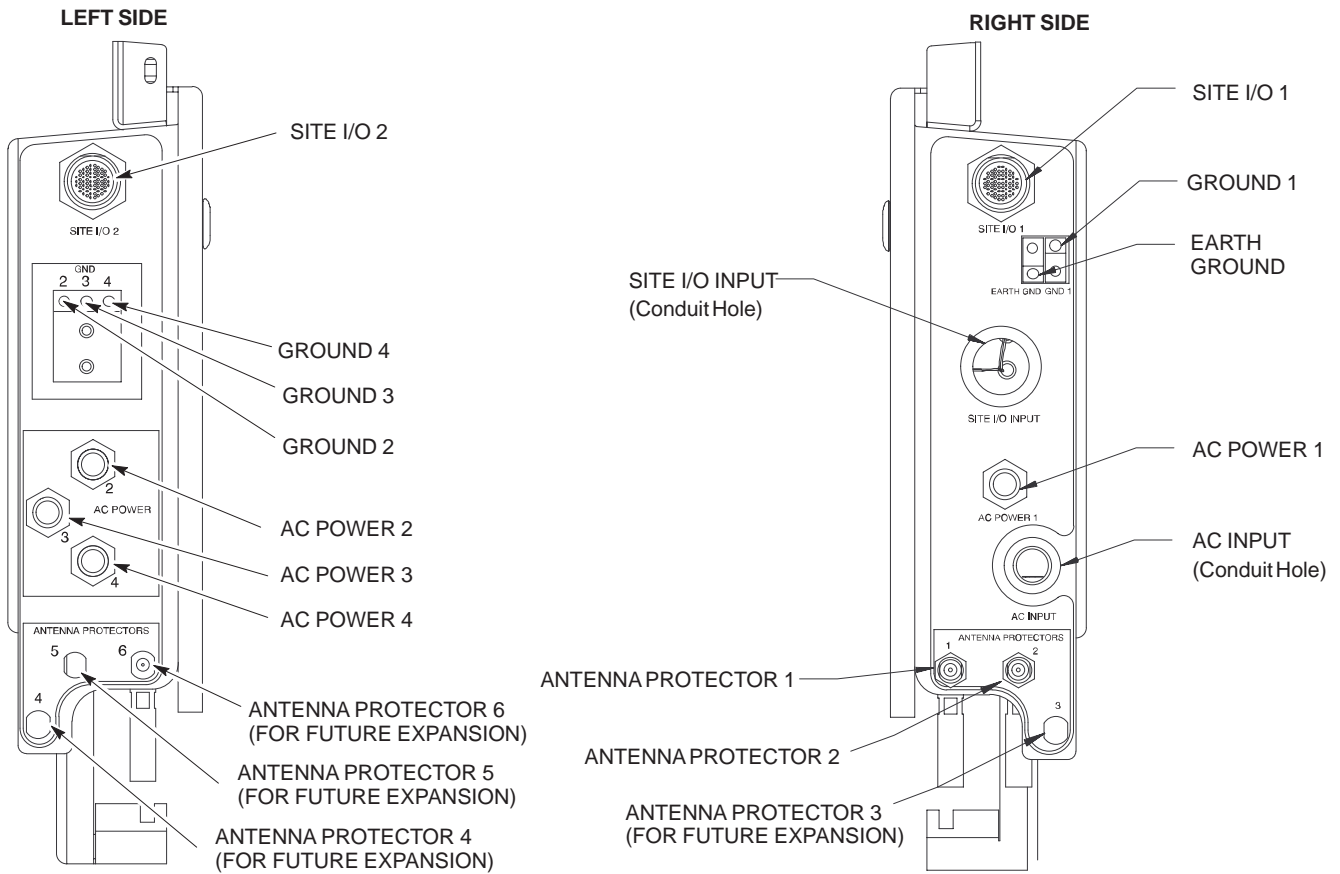 LEFT SIDE
SITE I/O 2
SITE I/O 2
GND
2 3 4
GROUND 4
GROUND 3
GROUND 2
2
AC POWER
3
4
AC POWER 2
AC POWER 3
AC POWER 4
ANTENNA PROTECTORS
5 6
4
ANTENNA PROTECTOR 6
(FOR FUTURE EXPANSION)
ANTENNA PROTECTOR 5
(FOR FUTURE EXPANSION)
ANTENNA PROTECTOR 4
(FOR FUTURE EXPANSION)
RIGHT SIDE
SITE I/O 1
SITE I/O 1
GROUND 1
EARTH
GROUND
EARTH GND GND 1
SITE I/O INPUT
(Conduit Hole)
SITE I/O INPUT
AC POWER 1
AC POWER 1
AC INPUT
(Conduit Hole)
AC INPUT
ANTENNA PROTECTORS
1 2
3
ANTENNA PROTECTOR 1
ANTENNA PROTECTOR 2
ANTENNA PROTECTOR 3
(FOR FUTURE EXPANSION)